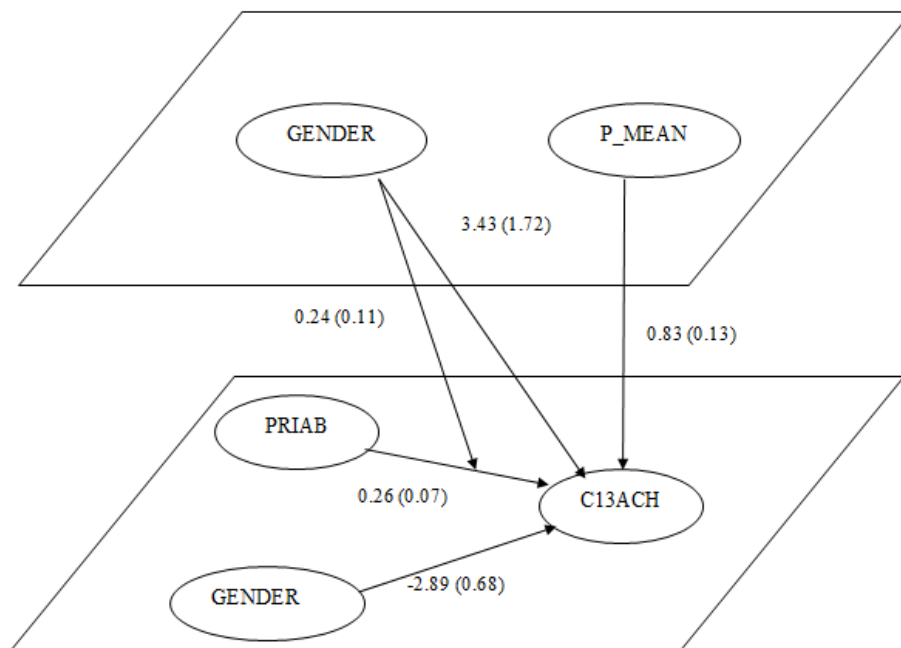 GENDER
P_MEAN
3.43 (1.72)
0.24 (0.11)
0.83 (0.13)
PRIAB
0.26 (0.07)
C13ACH
-2.89 (0.68)
GENDER